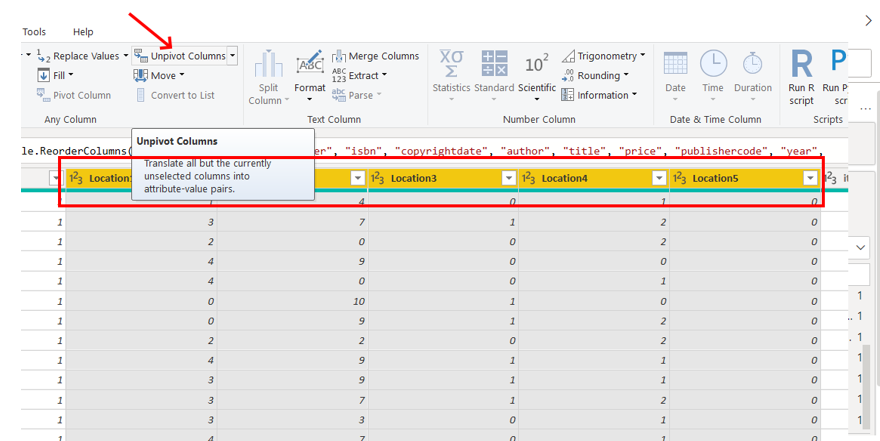 Tools Help
Replace Values Unpivot Columns Merge Columns Trigonometry
Fill Move Split Column Format Extract Statistics Standard Scientific Rounding Date Time Duration Run R script
Pivot Column Convert to List Parse Information
Any Column Text Column Number Column Date & Time Column Scripts
Unpivot Columns
Translate all but the currently
unselected columns into
attribute-value pairs.
le.ReorderColumns( er", "isbn", "copyrightdate", "author", "title", "price", "publishercode", "year",
Location Location3 Location4 Location5
4 0 1 0
1 3 7 1 2 0
1 2 0 0 2 0
1 4 9 0 0 0
1 4 0 0 1 0
1 0 10 1 0 0 1
1 0 9 1 2 0 1
1 2 2 0 2 0 1
1 4 9 1 1 0 1
1 3 9 1 1 0 1
1 3 7 1 2 0 1
1 3 3 0 1 0 1
1 4 7 0 1 0